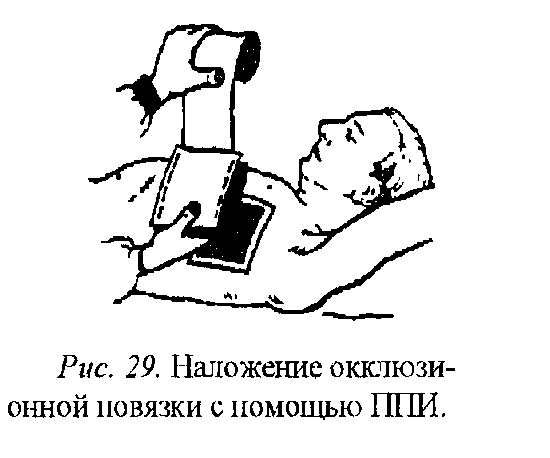 Рис. 29. Наложение окклюзи-
онной повязки с помощью ППИ.